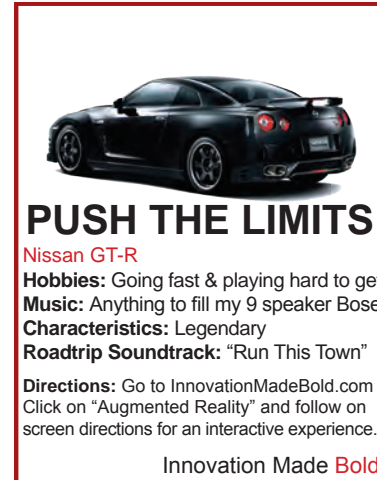 PUSH THE LIMITS
Nissan GT-R
Hobbies: Going fast & playing hard to get
Music: Anything to fill my 9 speaker Bose
Characteristics: Legendary
Roadtrip Soundtrack: “Run This Town”
Directions: Go to InnovationMadeBold.com
Click on “Augmented Reality” and follow on
screen directions for an interactive experience.
Innovation Made Bold